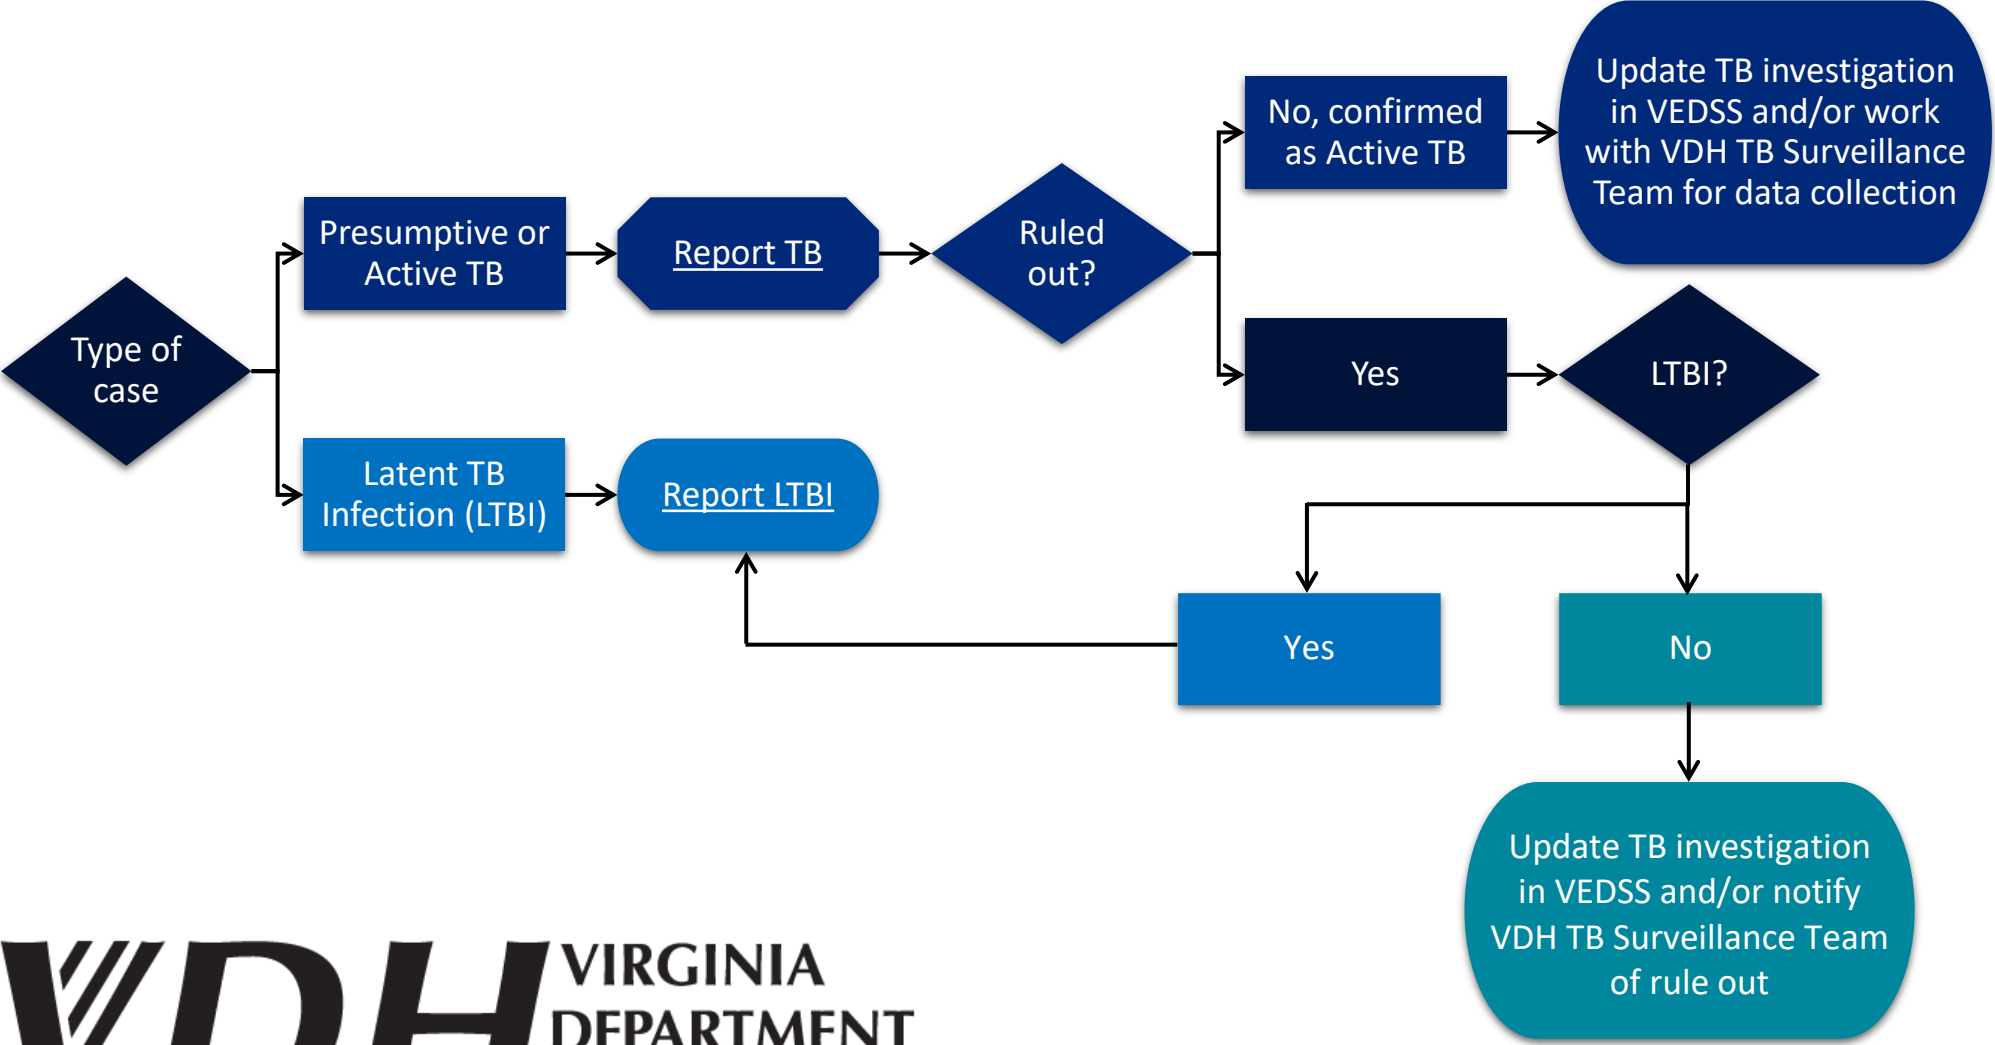 Type of
case
Presumptive or
Active TB
Report TB
Ruled
out?
No, confirmed
as Active TB
Update TB investigation
in VEDSS and/or work
with VDH TB Surveillance
Team for data collection
Yes
LTBI?
Latent TB
Infection (LTBI)
Report LTBI
Yes
No
Update TB investigation
in VEDSS and/or notify
VDH TB Surveillance Team
of rule out
VDH
VIRGINIA
DEPARTMENT